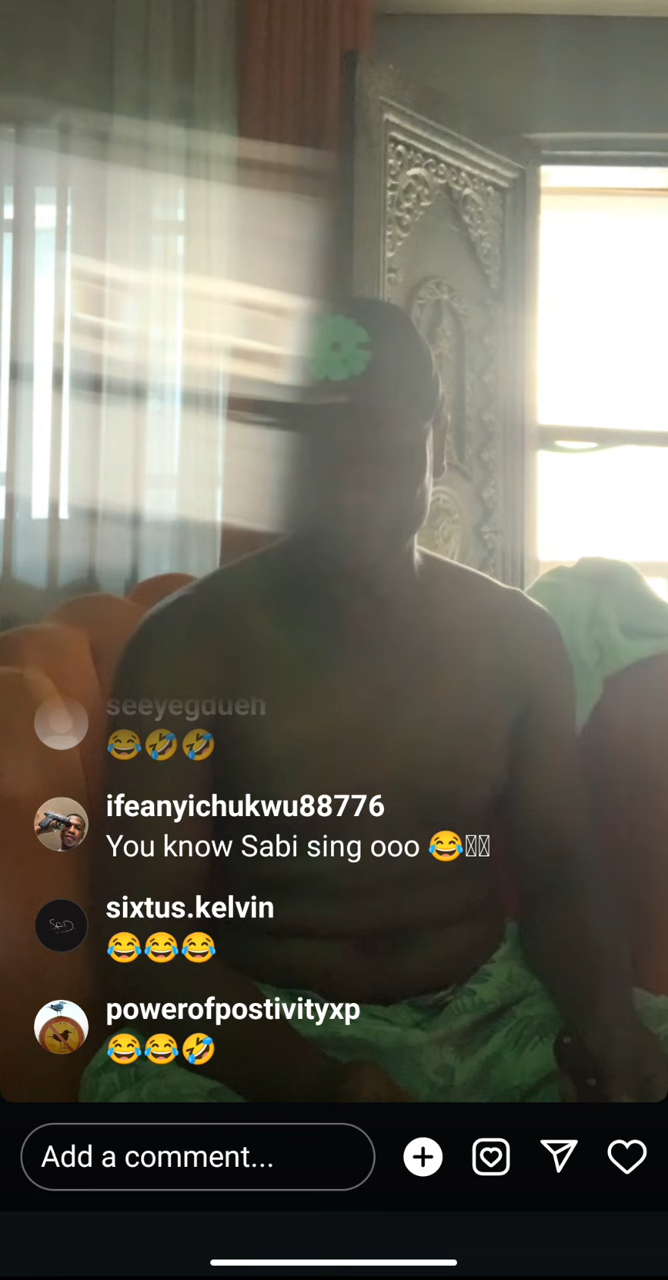 seeyegdueh
😂🤣🤣
ifeanyichukwu88776
You know Sabi sing ooo 😂
sixtus.kelvin
😂😂😂
powerofpostivityxp
😂😂🤣
Add a comment...